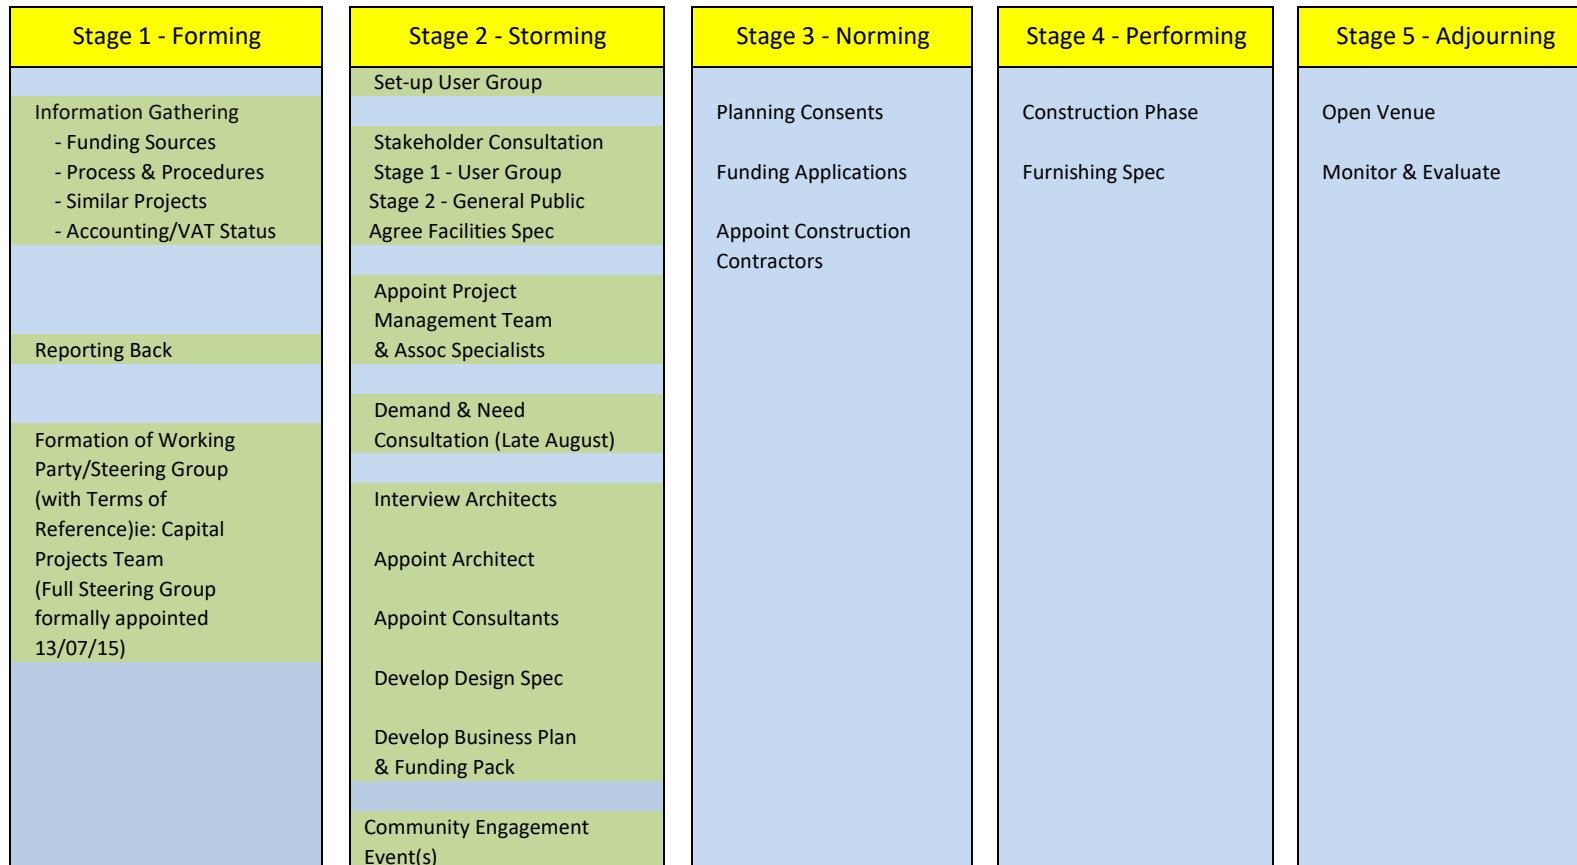 Stage 1 - Forming
Information Gathering
- Funding Sources
- Process & Procedures
- Similar Projects
- Accounting/VAT Status
Reporting Back
Formation of Working
Party/Steering Group
(with Terms of
Reference)ie: Capital
Projects Team
(Full Steering Group
formally appointed
13/07/15)
Stage 2 - Storming
Set-up User Group
Stakeholder Consultation
Stage 1 - User Group
Stage 2 - General Public
Agree Facilities Spec
Appoint Project
Management Team
& Assoc Specialists
Demand & Need
Consultation (Late August)
Interview Architects
Appoint Architect
Appoint Consultants
Develop Design Spec
Develop Business Plan
& Funding Pack
Community Engagement
Event(s)
Stage 3 - Norming
Planning Consents
Funding Applications
Appoint Construction
Contractors
Stage 4 - Performing
Construction Phase
Furnishing Spec
Stage 5 - Adjourning
Open Venue
Monitor & Evaluate